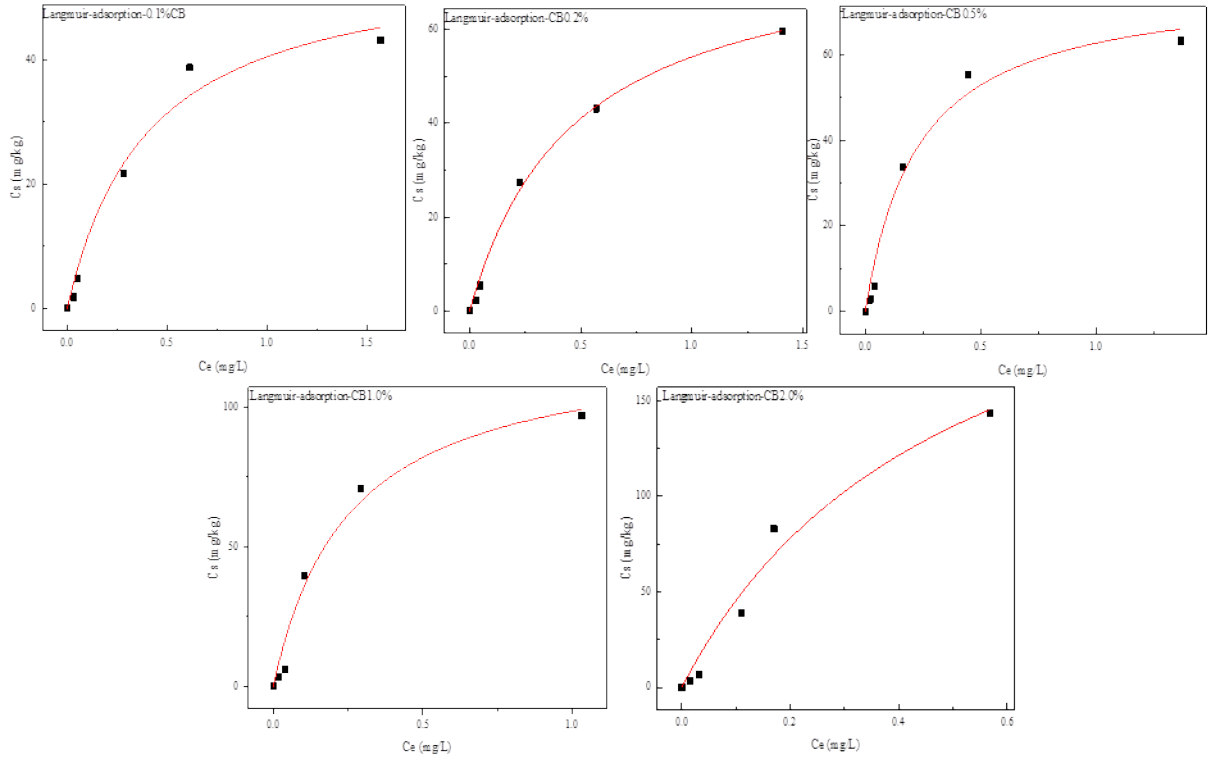 Langmuir-adsorption-0.1%CB
40
20
0
Cs (mg/kg)
0.0 0.5 1.0 1.5
Ce (mg/L)
Langmuir-adsorption-CB0.2%
60
40
20
0
Cs (mg/kg)
0.0 0.5 1.0 1.5
Ce (mg/L)
Langmuir-adsorption-CB0.5%
60
40
20
0
Cs (mg/kg)
0.0 0.5 1.0
Ce (mg/L)
Langmuir-adsorption-CB1.0%
100
50
0
Cs (mg/kg)
0.0 0.5 1.0
Ce (mg/L)
Langmuir-adsorption-CB2.0%
150
100
50
0
Cs (mg/kg)
0.0 0.2 0.4 0.6
Ce (mg/L)